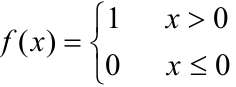 f(x) = { 1 x > 0
0 x ≤ 0